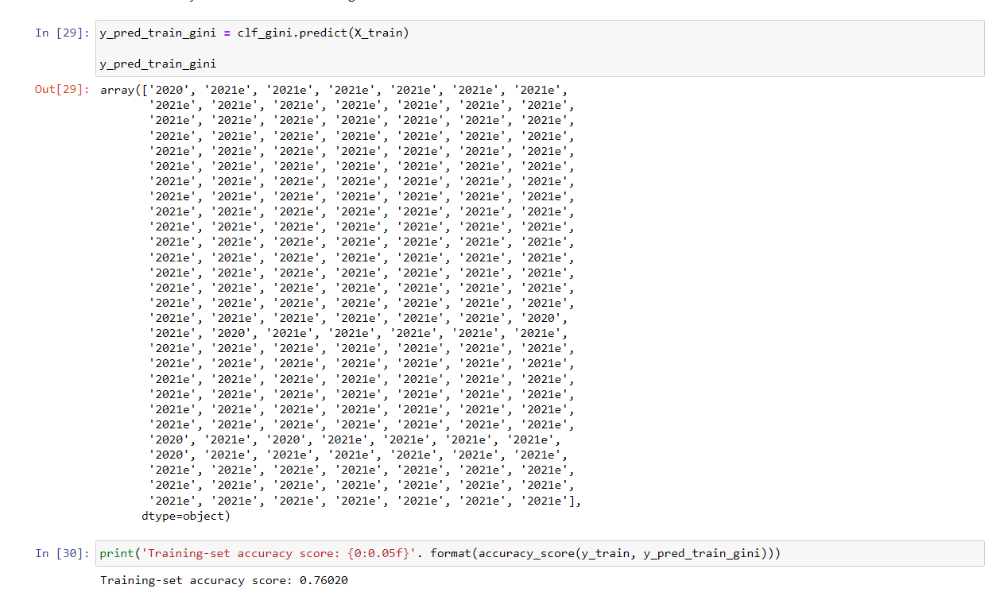 In [29]: y_pred_train_gini = clf_gini.predict(X_train)
y_pred_train_gini
Out[29]: array(['2020', '2021e', '2021e', '2021e', '2021e', '2021e', '2021e',
'2021e', '2021e', '2021e', '2021e', '2021e', '2021e', '2021e',
'2021e', '2021e', '2021e', '2021e', '2021e', '2021e', '2021e',
'2021e', '2021e', '2021e', '2021e', '2021e', '2021e', '2021e',
'2021e', '2021e', '2021e', '2021e', '2021e', '2021e', '2021e',
'2021e', '2021e', '2021e', '2021e', '2021e', '2021e', '2021e',
'2021e', '2021e', '2021e', '2021e', '2021e', '2021e', '2021e',
'2021e', '2021e', '2021e', '2021e', '2021e', '2021e', '2021e',
'2021e', '2021e', '2021e', '2021e', '2021e', '2021e', '2021e',
'2021e', '2021e', '2021e', '2021e', '2021e', '2021e', '2021e',
'2021e', '2021e', '2021e', '2021e', '2021e', '2021e', '2021e',
'2021e', '2021e', '2021e', '2021e', '2021e', '2021e', '2021e',
'2021e', '2021e', '2021e', '2021e', '2021e', '2021e', '2021e',
'2021e', '2021e', '2021e', '2021e', '2021e', '2021e', '2021e',
'2021e', '2021e', '2021e', '2021e', '2021e', '2021e', '2021e',
'2021e', '2021e', '2021e', '2021e', '2021e', '2021e', '2020',
'2021e', '2020', '2021e', '2021e', '2021e', '2021e', '2021e',
'2021e', '2021e', '2021e', '2021e', '2021e', '2021e', '2021e',
'2021e', '2021e', '2021e', '2021e', '2021e', '2021e', '2021e',
'2021e', '2021e', '2021e', '2021e', '2021e', '2021e', '2021e',
'2021e', '2021e', '2021e', '2021e', '2021e', '2021e', '2021e',
'2021e', '2021e', '2021e', '2021e', '2021e', '2021e', '2021e',
'2021e', '2021e', '2021e', '2021e', '2021e', '2021e', '2021e',
'2020', '2021e', '2020', '2021e', '2021e', '2021e', '2021e',
'2020', '2021e', '2021e', '2021e', '2021e', '2021e', '2021e',
'2021e', '2021e', '2021e', '2021e', '2021e', '2021e', '2021e',
'2021e', '2021e', '2021e', '2021e', '2021e', '2021e', '2021e',
'2021e', '2021e', '2021e', '2021e', '2021e', '2021e', '2021e'],
dtype=object)
In [30]: print('Training-set accuracy score: {0:0.05f}'. format(accuracy_score(y_train, y_pred_train_gini)))
Training-set accuracy score: 0.76020